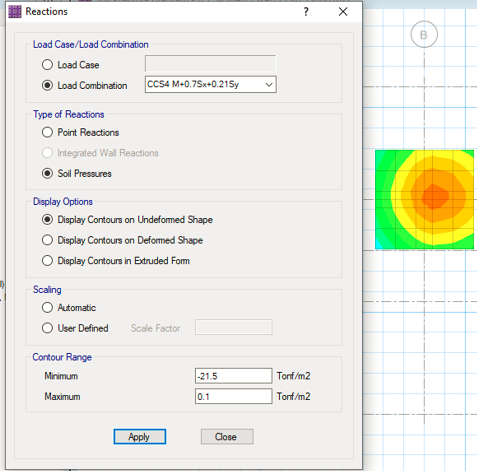 Reactions
? ×
Load Case/Load Combination
Load Case
Load Combination CCS4 M+0.7Sx+0.21Sy
Type of Reactions
Point Reactions
Integrated Wall Reactions
Soil Pressures
Display Options
Display Contours on Undeformed Shape
Display Contours on Deformed Shape
Display Contours in Extruded Form
Scaling
Automatic
User Defined Scale Factor
Contour Range
Minimum -21.5 Tonf/m2
Maximum 0.1 Tonf/m2
Apply Close
B